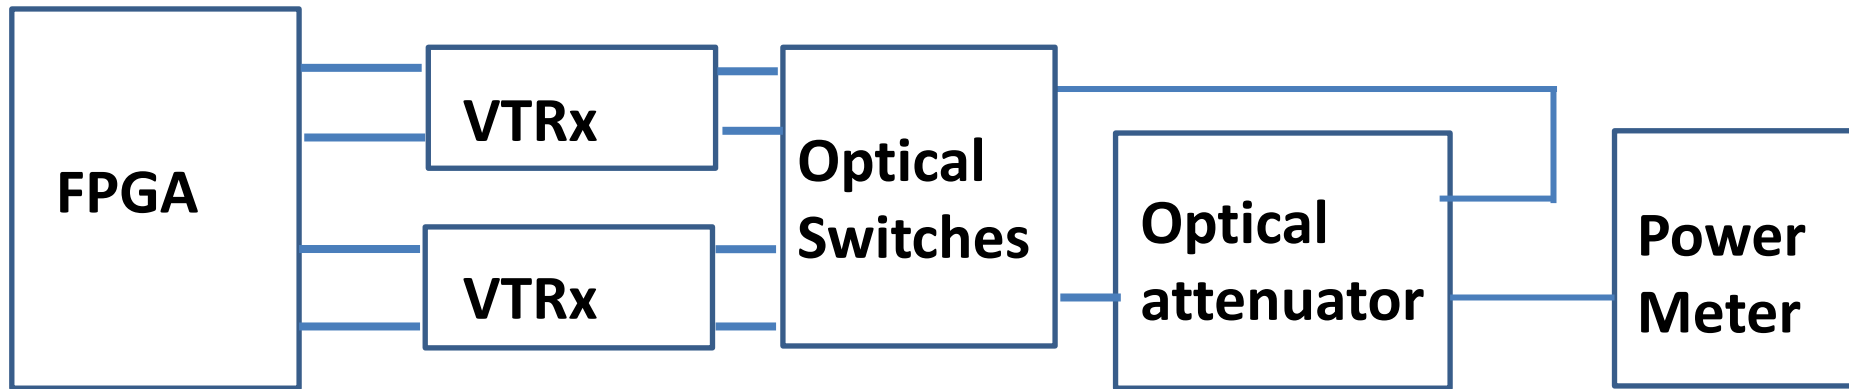 FPGA
VTRx
VTRx
Optical
Switches
Optical
attenuator
Power
Meter